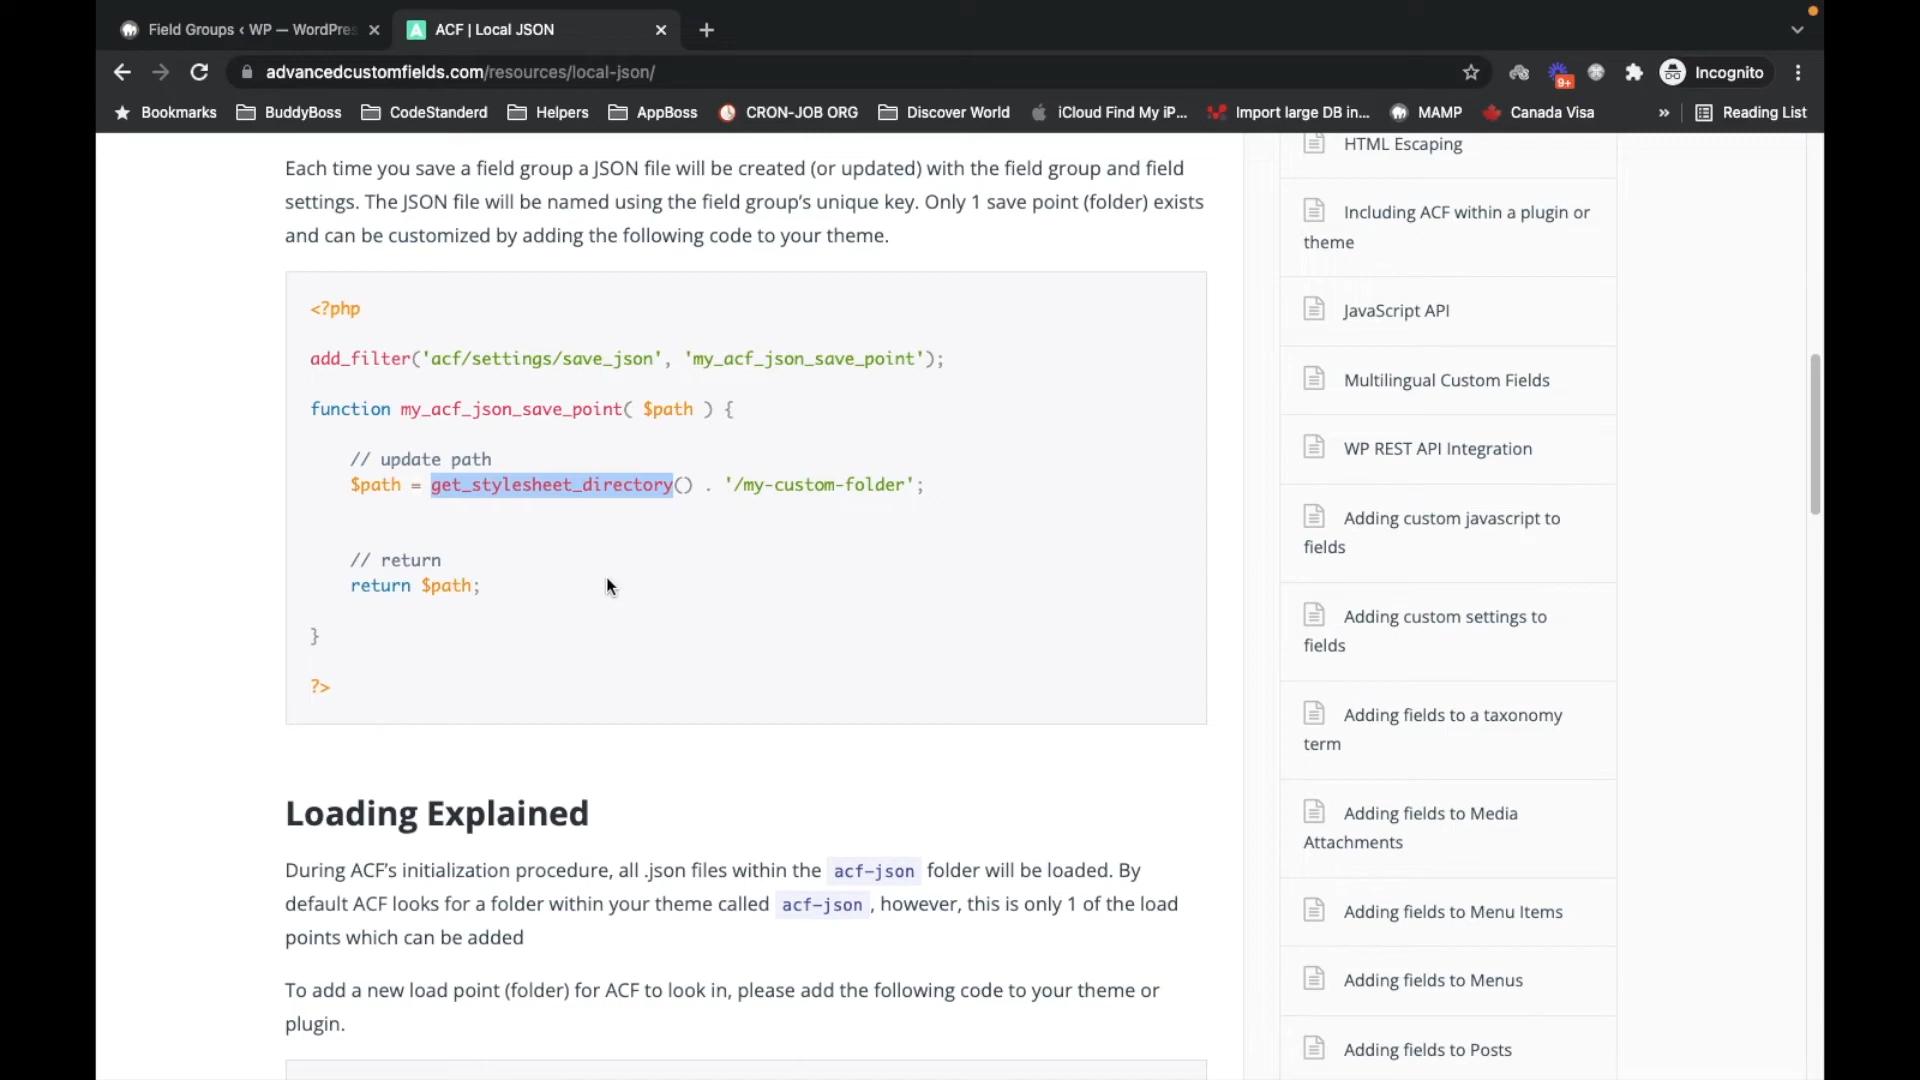 Field Groups ‹ WP — WordPres
ACF | Local JSON
advancedcustomfields.com/resources/local-json/
9+
Incognito
Bookmarks
BuddyBoss
CodeStanderd
Helpers
AppBoss
CRON-JOB ORG
Discover World
iCloud Find My iP...
Import large DB in...
MAMP
Canada Visa
»
Reading List
Each time you save a field group a JSON file will be created (or updated) with the field group and field
settings. The JSON file will be named using the field group’s unique key. Only 1 save point (folder) exists
and can be customized by adding the following code to your theme.
<?php
add_filter('acf/settings/save_json', 'my_acf_json_save_point');
function my_acf_json_save_point( $path ) {
// update path
$path = get_stylesheet_directory() . '/my-custom-folder';
// return
return $path;
}
?>
Loading Explained
During ACF’s initialization procedure, all .json files within the acf-json folder will be loaded. By
default ACF looks for a folder within your theme called acf-json, however, this is only 1 of the load
points which can be added
To add a new load point (folder) for ACF to look in, please add the following code to your theme or
plugin.
HTML Escaping
Including ACF within a plugin or
theme
JavaScript API
Multilingual Custom Fields
WP REST API Integration
Adding custom javascript to
fields
Adding custom settings to
fields
Adding fields to a taxonomy
term
Adding fields to Media
Attachments
Adding fields to Menu Items
Adding fields to Menus
Adding fields to Posts